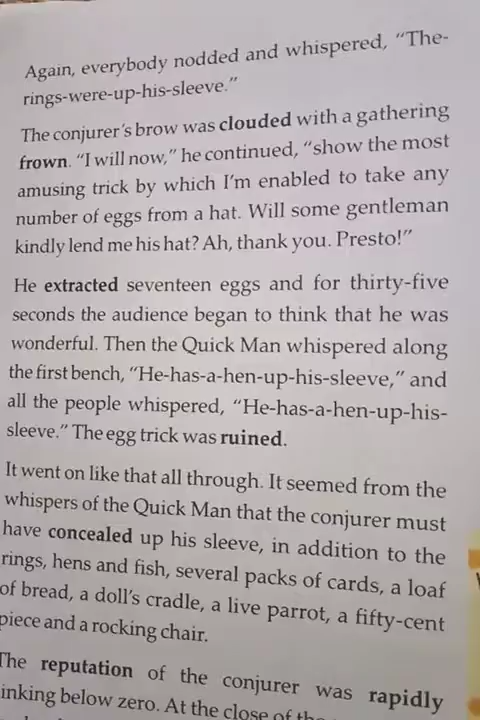 Again, everybody nodded and whispered, “The-
rings-were-up-his-sleeve.”
The conjurer’s brow was clouded with a gathering
frown. “I will now,” he continued, “show the most
amusing trick by which I’m enabled to take any
number of eggs from a hat. Will some gentleman
kindly lend me his hat? Ah, thank you. Presto!”
He extracted seventeen eggs and for thirty-five
seconds the audience began to think that he was
wonderful. Then the Quick Man whispered along
the first bench, “He-has-a-hen-up-his-sleeve,” and
all the people whispered, “He-has-a-hen-up-his-
sleeve.” The egg trick was ruined.
It went on like that all through. It seemed from the
whispers of the Quick Man that the conjurer must
have concealed up his sleeve, in addition to the
rings, hens and fish, several packs of cards, a loaf
of bread, a doll’s cradle, a live parrot, a fifty-cent
piece and a rocking chair.
The reputation of the conjurer was rapidly
inking below zero. At the close of the